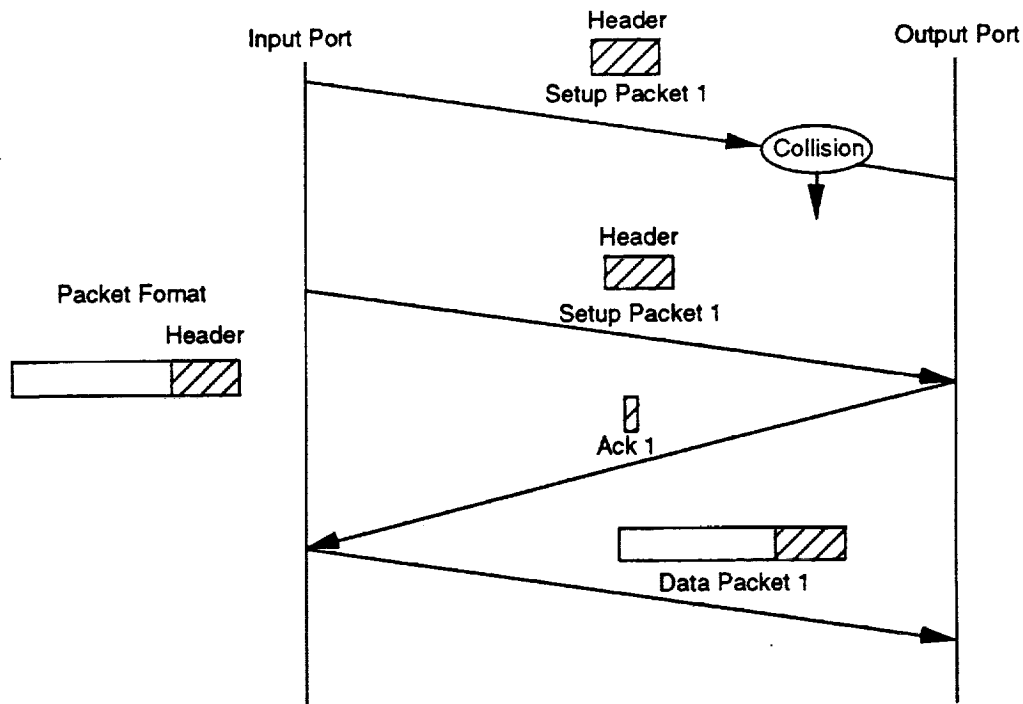 Header
Input Port
Output Port
Setup Packet 1
Collision
Header
Packet Fornat
Setup Packet 1
Header
Ack 1
Data Packet 1